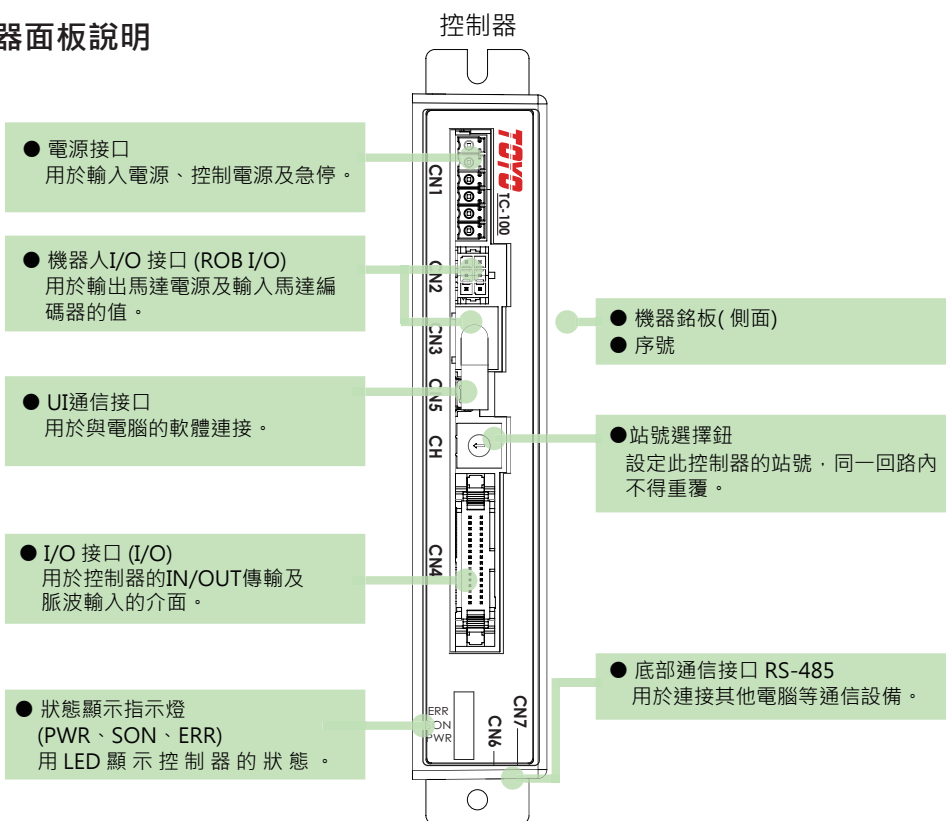 器面板說明
控制器
● 電源接口
用於輸入電源、控制電源及急停。
● 機器人I/O 接口 (ROB I/O)
用於輸出馬達電源及輸入馬達編
碼器的值。
● UI通信接口
用於與電腦的軟體連接。
● I/O 接口 (I/O)
用於控制器的IN/OUT傳輸及
脈波輸入的介面。
● 狀態顯示指示燈
(PWR、SON、ERR)
用 LED 顯 示 控 制 器 的 狀 態 。
TOYO
TC-100
CN1
CN2
CN3
CN5
CH
CN4
ERR
SON
PWR
CN7
CN6
● 機器銘板( 側面)
● 序號
●站號選擇鈕
設定此控制器的站號，同一回路內
不得重覆。
● 底部通信接口 RS-485
用於連接其他電腦等通信設備。